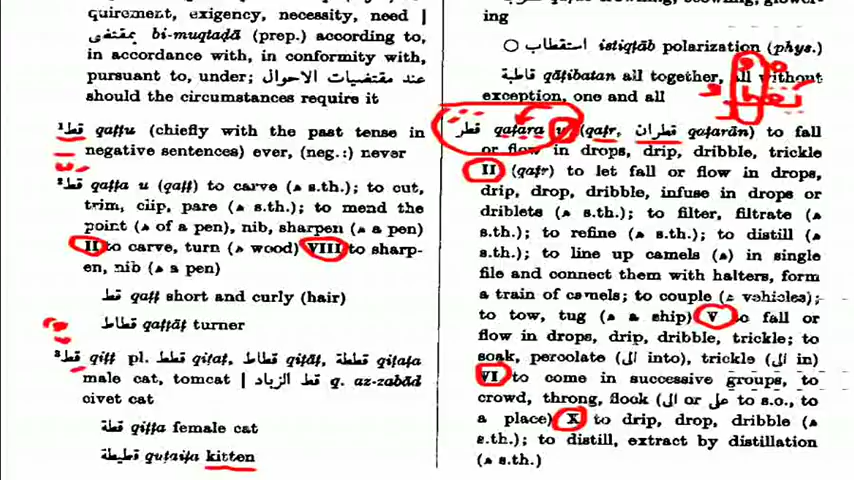 quirement, exigency, necessity, need |
بمقتضى bi-muqtaḍā (prep.) according to,
in accordance with, in conformity with,
pursuant to, under; عند مقتضيات الاحوال
should the circumstances require it
¹قط qaṭṭu (chiefly with the past tense in
negative sentences) ever, (neg.:) never
²قط qaṭṭa u (qaṭṭ) to carve (ه s.th.); to cut,
trim, clip, pare (ه s.th.); to mend the
point (ه of a pen), nib, sharpen (ه a pen)
II to carve, turn (ه wood) VIII to sharp-
en, nib (ه a pen)
قط qaṭṭ short and curly (hair)
قطاط qaṭṭāṭ turner
³قط qiṭṭ pl. قطط qiṭaṭ, قطاط qiṭāṭ, قططة qiṭaṭa
male cat, tomcat | قط الزباد q. az-zabād
civet cat
قطة qiṭṭa female cat
قطيطة quṭaiṭa kitten
ing
استقطاب istiqṭāb polarization (phys.)
قاطبة qāṭibatan all together, all without
exception, one and all
قطر qaṭara u (qaṭr, قطران qaṭarān) to fall
or flow in drops, drip, dribble, trickle
II (qaṭr) to let fall or flow in drops,
drip, drop, dribble, infuse in drops or
driblets (ه s.th.); to filter, filtrate (ه
s.th.); to refine (ه s.th.); to distill (ه
s.th.); to line up camels (ه) in single
file and connect them with halters, form
a train of camels; to couple (ه vehicles);
to tow, tug (ه a ship) V to fall or
flow in drops, drip, dribble, trickle; to
soak, percolate (الى into), trickle (الى in)
VI to come in successive groups, to
crowd, throng, flock (الى or على to s.o., to
a place) X to drip, drop, dribble (ه
s.th.); to distill, extract by distillation
(ه s.th.)